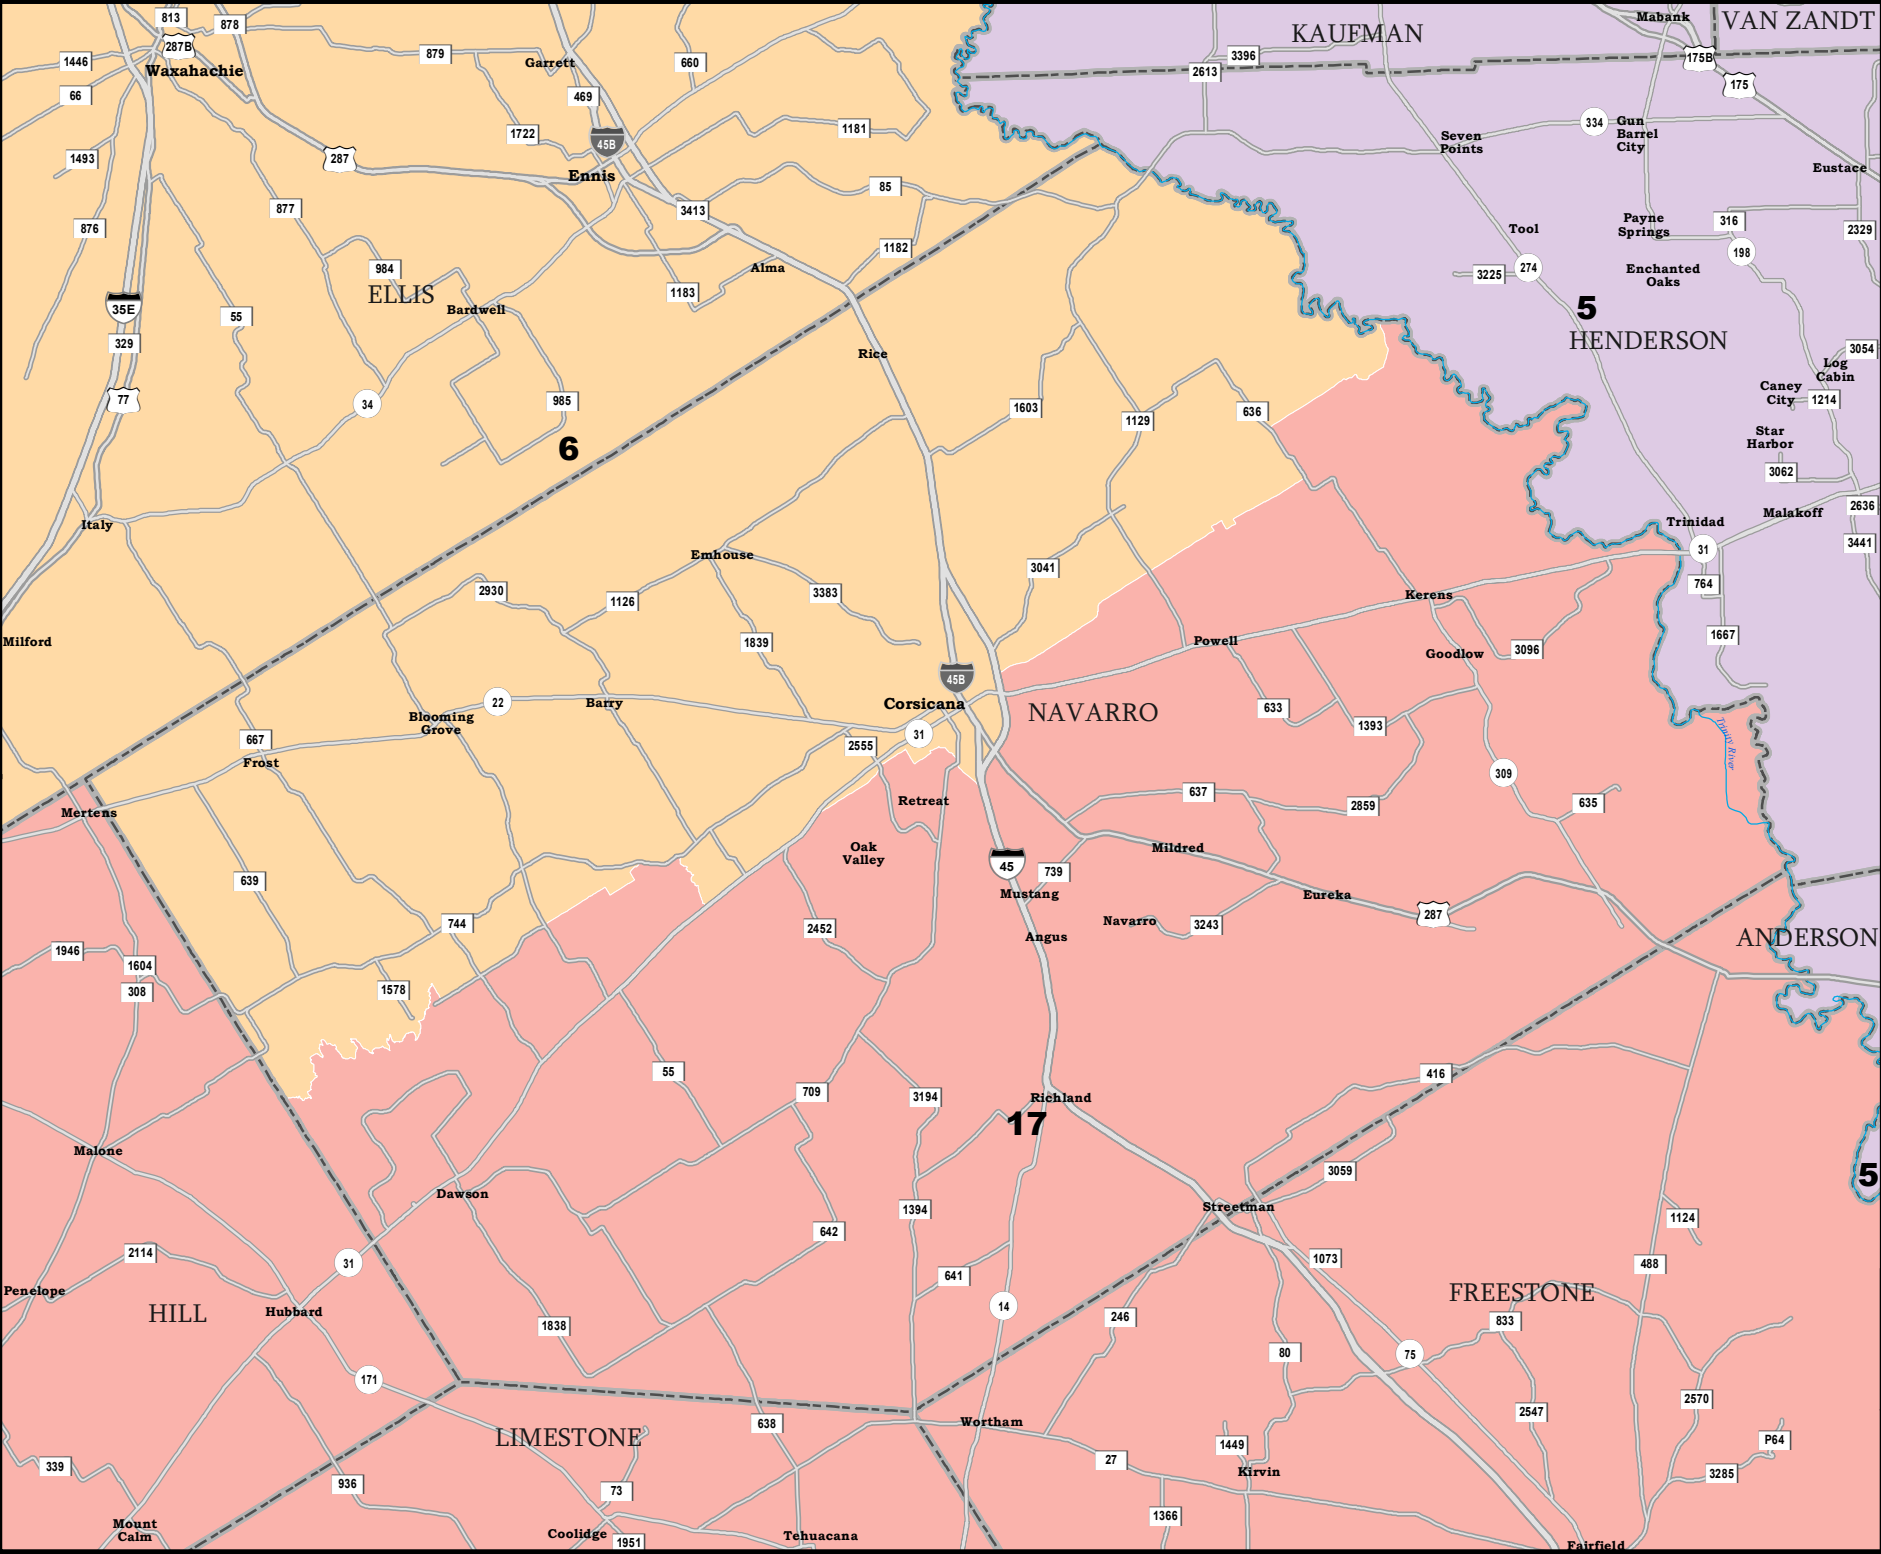 813
878
KAUFMAN
Mabank
VAN ZANDT
287B
1446
Waxahachie
879
Garrett
660
3396
2613
175B
175
66
469
1722
45B
1181
334
Gun
Barrel
City
Seven
Points
1493
287
Ennis
85
Eustace
877
3413
876
1182
Tool
Payne
Springs
316
2329
198
984
ELLIS
Alma
1183
3225
274
Enchanted
Oaks
35E
55
Bardwell
5
HENDERSON
329
Rice
3054
Log
Cabin
77
34
985
1603
1129
636
Caney
City
1214
6
Star
Harbor
3062
Italy
2636
Trinidad
Malakoff
31
3441
Emhouse
3041
764
2930
1126
3383
Kerens
Milford
1839
Powell
Goodlow
3096
1667
45B
22
Barry
Corsicana
NAVARRO
633
1393
Blooming
Grove
31
Trinity River
667
2555
Frost
309
Mertens
Retreat
637
2859
635
Oak
Valley
45
739
Mildred
639
Mustang
Eureka
744
2452
Navarro
3243
287
Angus
ANDERSON
1946
1604
308
1578
55
709
3194
416
Richland
17
Malone
3059
5
Dawson
1394
Streetman
1124
642
2114
31
641
1073
488
Penelope
HILL
Hubbard
14
FREESTONE
1838
246
833
171
80
75
638
Wortham
2547
2570
LIMESTONE
1449
P64
339
936
27
Kirvin
3285
73
1366
Mount
Calm
Coolidge
1951
Tehuacana
Fairfield